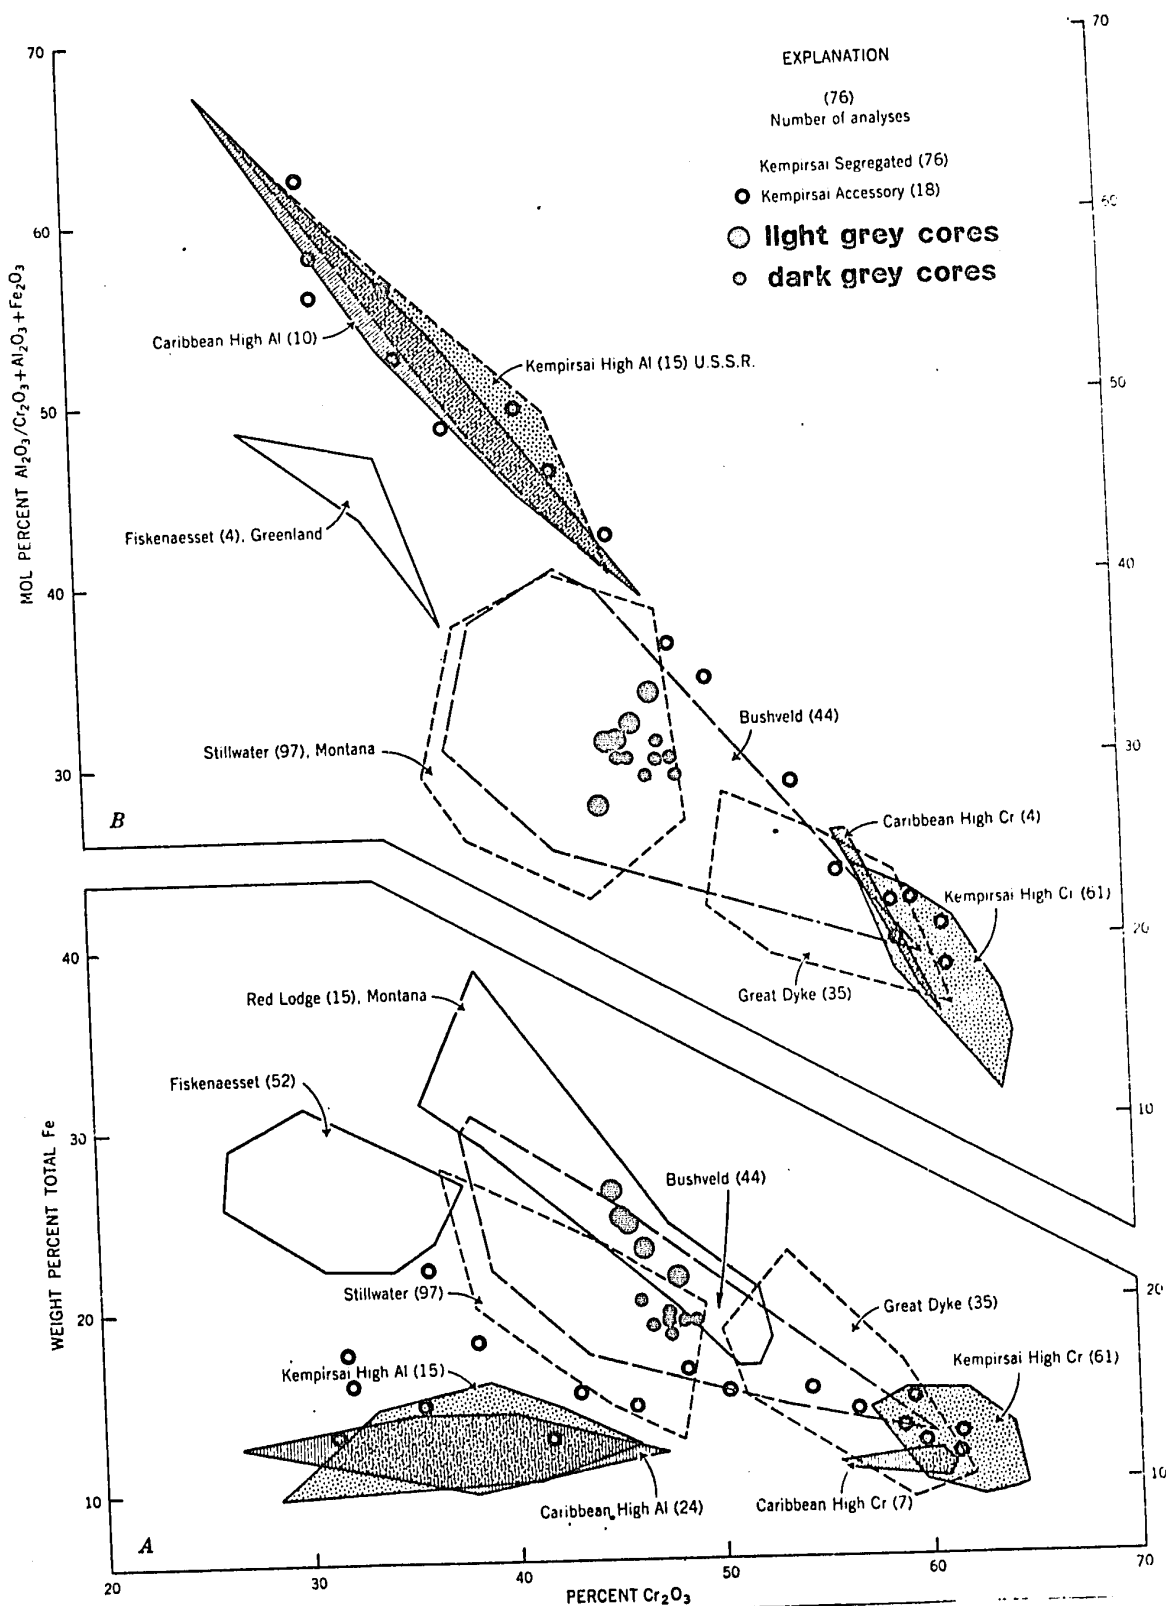 EXPLANATION
(76)
Number of analyses
Kempirsai Segregated (76)
Kempirsai Accessory (18)
light grey cores
dark grey cores
70
60
50
40
30
70
60
50
40
30
20
10
MOL PERCENT Al₂O₃/Cr₂O₃+Al₂O₃+Fe₂O₃
Caribbean High Al (10)
Kempirsai High Al (15) U.S.S.R.
Fiskenaesset (4), Greenland
Stillwater (97), Montana
Bushveld (44)
Caribbean High Cr (4)
Kempirsai High Cr (61)
Great Dyke (35)
B
40
30
20
10
20
10
WEIGHT PERCENT TOTAL Fe
Red Lodge (15), Montana
Fiskenaesset (52)
Bushveld (44)
Stillwater (97)
Great Dyke (35)
Kempirsai High Cr (61)
Kempirsai High Al (15)
Caribbean High Al (24)
Caribbean High Cr (7)
A
20 30 40 50 60 70
PERCENT Cr₂O₃